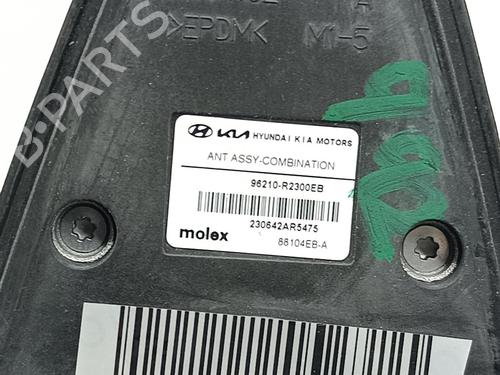 >EPDM< M1-5
HYUNDAI KIA MOTORS
ANT ASSY-COMBINATION
96210-R2300EB
230642AR5475
molex 88104EB-A
B-PARTS